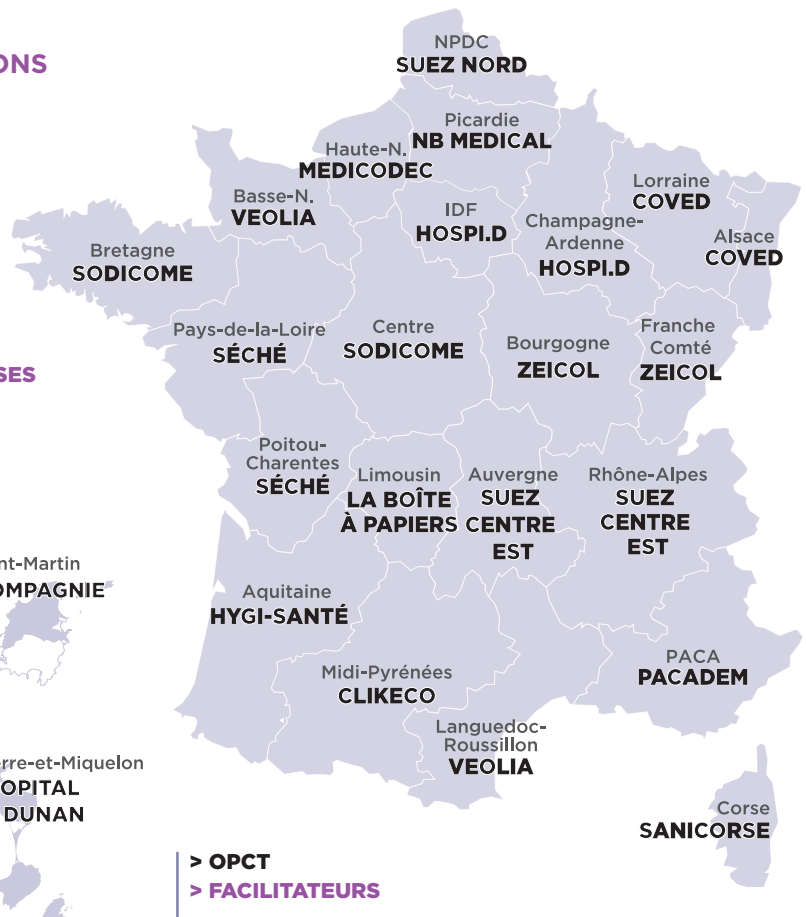 ONS
NPDC
SUEZ NORD
Picardie
NB MEDICAL
Haute-N.
MEDICODEC
Basse-N.
VEOLIA
IDF
HOSPI.D
Champagne-
Ardenne
HOSPI.D
Lorraine
COVED
Alsace
COVED
Bretagne
SODICOME
Pays-de-la-Loire
SÉCHÉ
Centre
SODICOME
Bourgogne
ZEICOL
Franche
Comté
ZEICOL
SES
Poitou-
Charentes
SÉCHÉ
Limousin
LA BOÎTE
À PAPIERS
Auvergne
SUEZ
CENTRE
EST
Rhône-Alpes
SUEZ
CENTRE
EST
nt-Martin
OMPAGNIE
Aquitaine
HYGI-SANTÉ
Midi-Pyrénées
CLIKECO
Languedoc-
Roussillon
VEOLIA
PACA
PACADEM
Corse
SANICORSE
erre-et-Miquelon
OPITAL
DUNAN
> OPCT
> FACILITATEURS